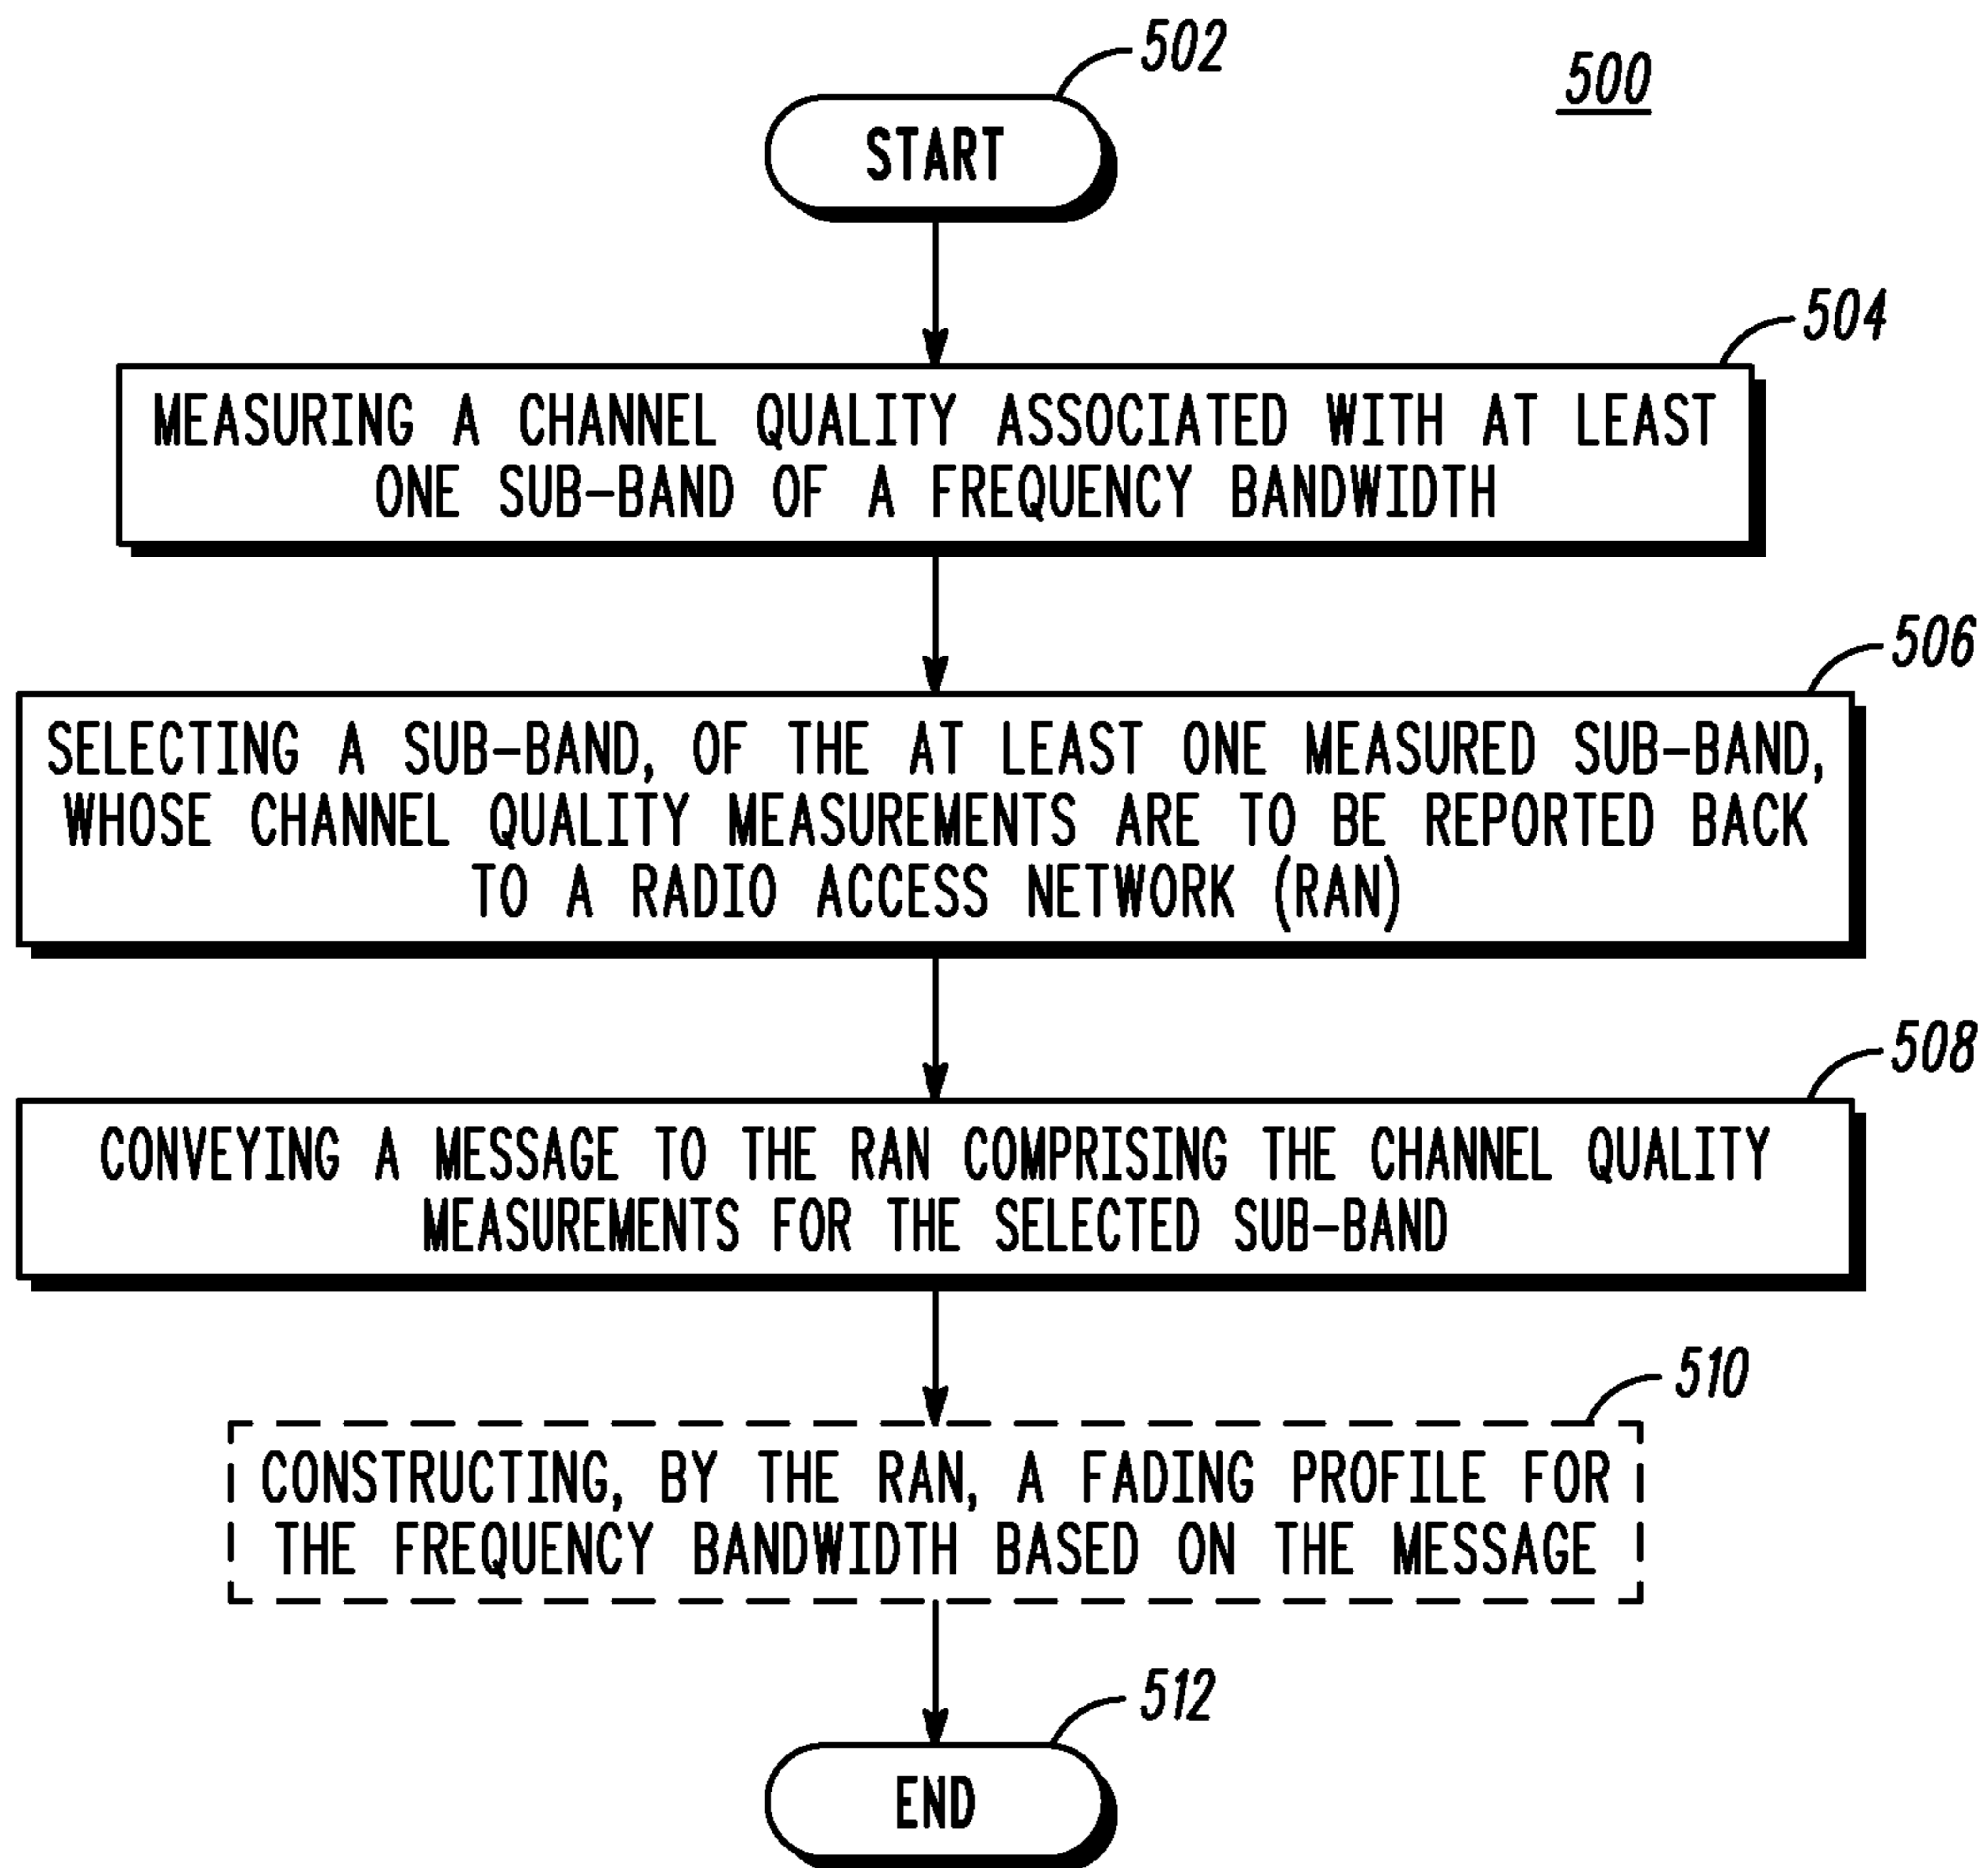 502
500
START
504
MEASURING A CHANNEL QUALITY ASSOCIATED WITH AT LEAST
ONE SUB-BAND OF A FREQUENCY BANDWIDTH
506
SELECTING A SUB-BAND, OF THE AT LEAST ONE MEASURED SUB-BAND,
WHOSE CHANNEL QUALITY MEASUREMENTS ARE TO BE REPORTED BACK
TO A RADIO ACCESS NETWORK (RAN)
508
CONVEYING A MESSAGE TO THE RAN COMPRISING THE CHANNEL QUALITY
MEASUREMENTS FOR THE SELECTED SUB-BAND
510
CONSTRUCTING, BY THE RAN, A FADING PROFILE FOR
THE FREQUENCY BANDWIDTH BASED ON THE MESSAGE
512
END